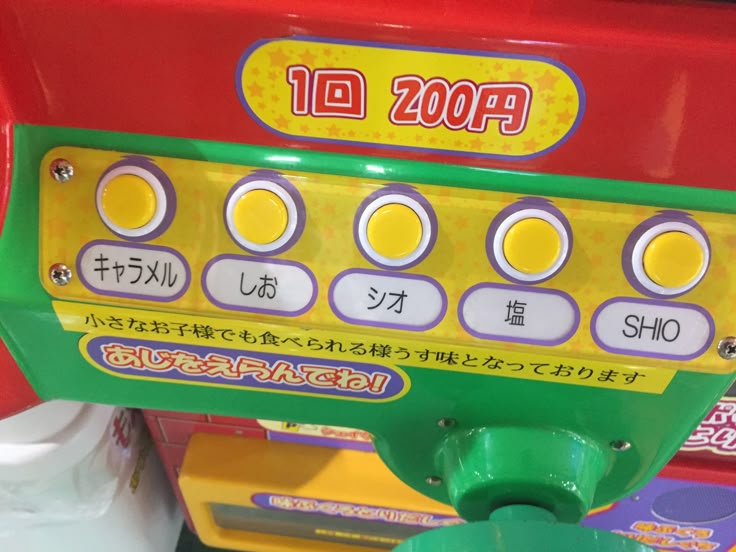 1回 200円
キャラメル
しお
シオ
塩
SHIO
小さなお子様でも食べられる様うす味となっております
あじをえらんでね!